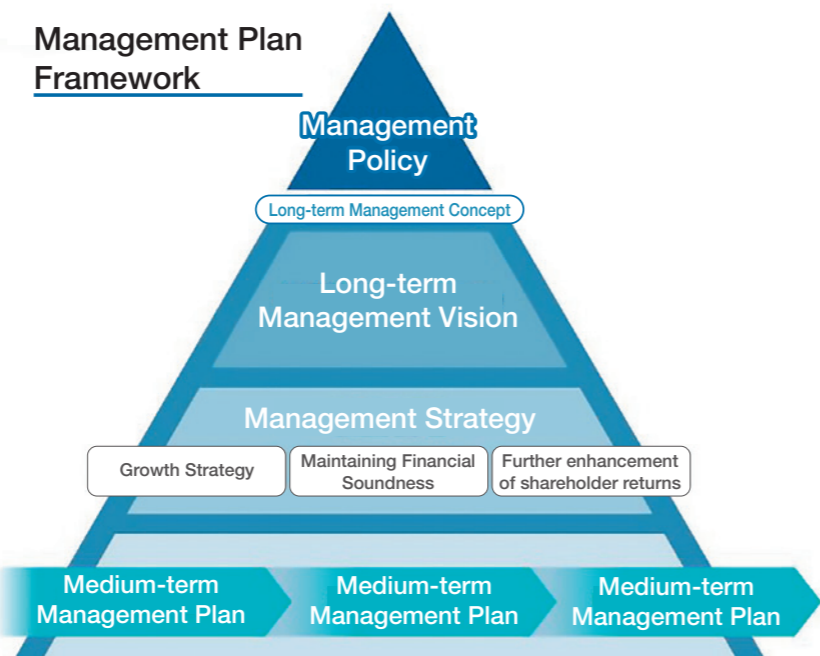 Management Plan
Framework
Management
Policy
Long-term Management Concept
Long-term
Management Vision
Management Strategy
Growth Strategy
Maintaining Financial
Soundness
Further enhancement
of shareholder returns
Medium-term
Management Plan
Medium-term
Management Plan
Medium-term
Management Plan